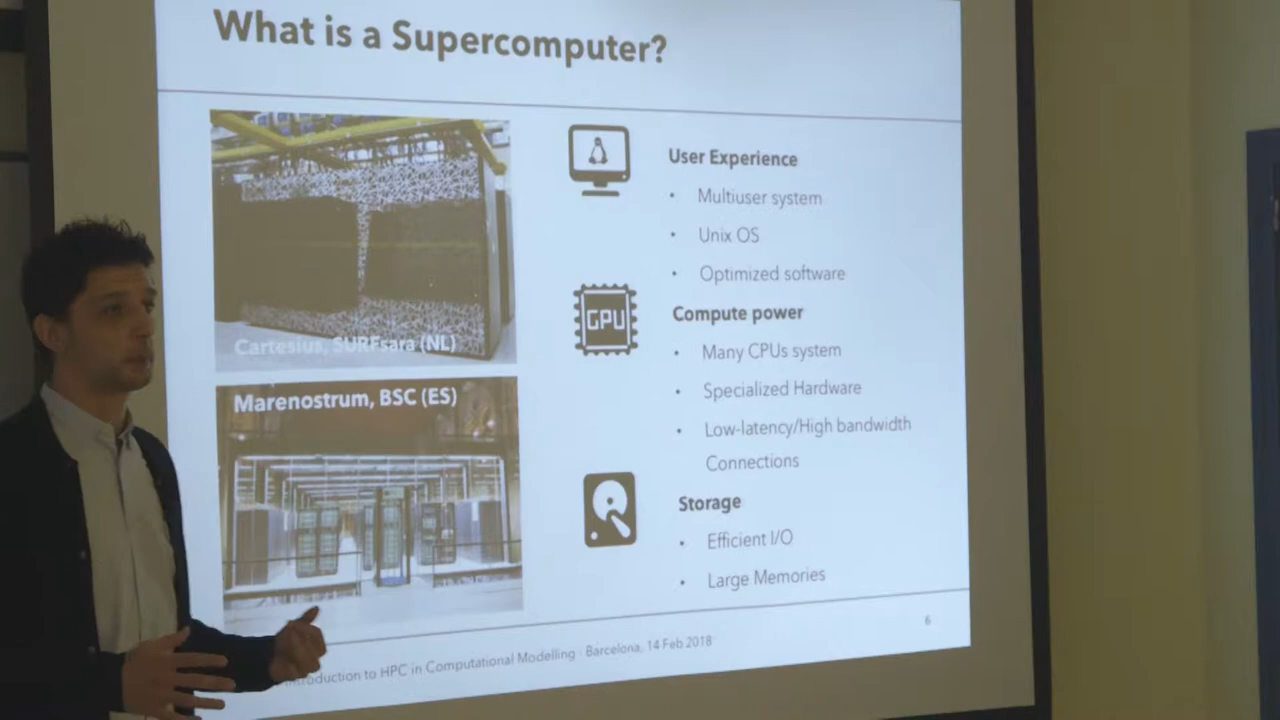 What is a Supercomputer?
Cartesius, SURFsara (NL)
Marenostrum, BSC (ES)
User Experience
• Multiuser system
• Unix OS
• Optimized software
GPU
Compute power
• Many CPUs system
• Specialized Hardware
• Low-latency/High bandwidth
Connections
Storage
• Efficient I/O
• Large Memories
to HPC in Computational Modelling · Barcelona, 14 Feb 2018
6